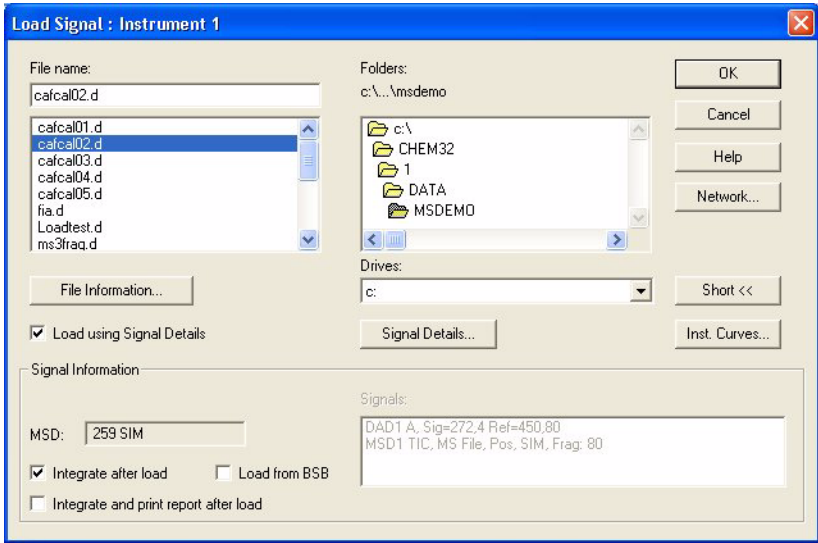 Load Signal : Instrument 1
File name:
cafcal02.d
cafcal01.d
cafcal02.d
cafcal03.d
cafcal04.d
cafcal05.d
fia.d
Loadtest.d
ms3frag.d
Folders:
c:\...\msdemo
c:\
CHEM32
1
DATA
MSDEMO
OK
Cancel
Help
Network...
Drives:
c:
File Information...
Short <<
Load using Signal Details
Signal Details...
Inst. Curves...
Signal Information
Signals:
DAD1 A, Sig=272,4 Ref=450,80
MSD1 TIC, MS File, Pos, SIM, Frag: 80
MSD:
259 SIM
Integrate after load
Load from BSB
Integrate and print report after load